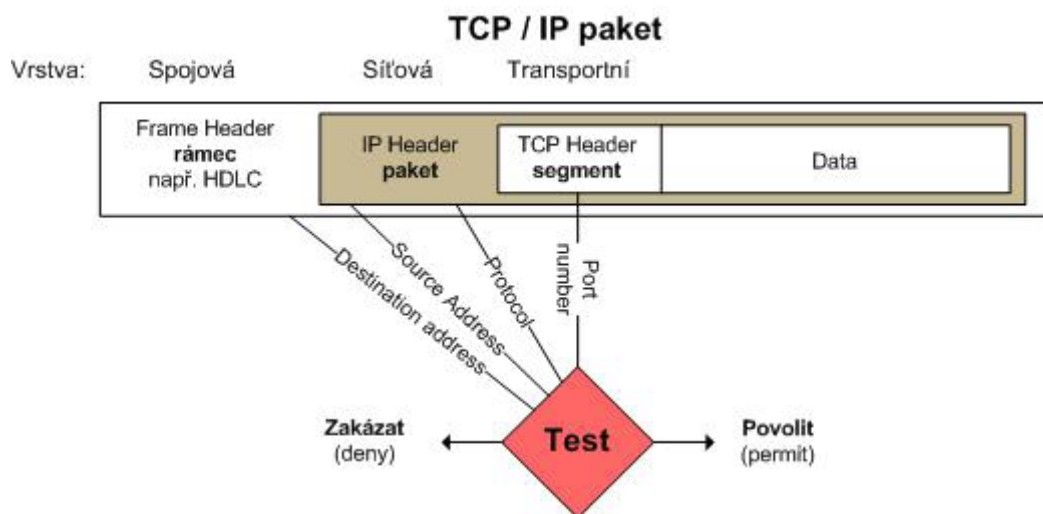 TCP / IP paket
Vrstva: Spojová Síťová Transportní
Frame Header
rámec
např. HDLC
IP Header
paket
TCP Header
segment
Data
Destination address
Source Address
Protocol
Port
number
Test
Zakázat
(deny)
Povolit
(permit)